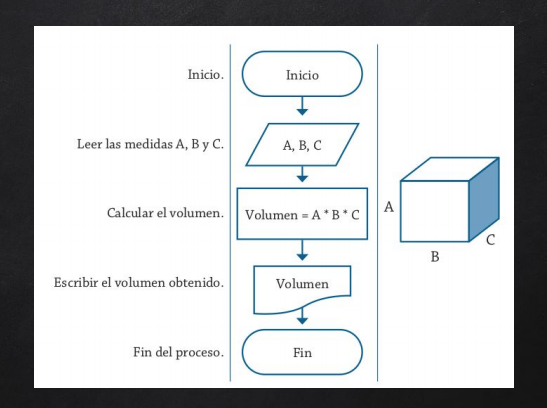 Inicio.
Inicio
Leer las medidas A, B y C.
A, B, C
Calcular el volumen.
Volumen = A * B * C
Escribir el volumen obtenido.
Volumen
Fin del proceso.
Fin
A
B
C